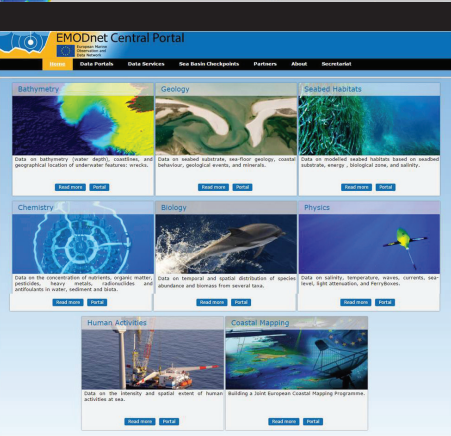 EMODnet Central Portal
European Marine
Observation and
Data Network
Home Data Portals Data Services Sea Basin Checkpoints Partners About Secretariat
Bathymetry
Data on bathymetry (water depth), coastlines, and
geographical location of underwater features: wrecks.
Read more Portal
Geology
Data on seabed substrate, sea-floor geology, coastal
behaviour, geological events, and minerals.
Read more Portal
Seabed Habitats
Data on modelled seabed habitats based on seadbed
substrate, energy , biological zone, and salinity.
Read more Portal
Chemistry
Data on the concentration of nutrients, organic matter,
pesticides, heavy metals, radionuclides and
antifoulants in water, sediment and biota.
Read more Portal
Biology
Data on temporal and spatial distribution of species
abundance and biomass from several taxa.
Read more Portal
Physics
Data on salinity, temperature, waves, currents, sea-
level, light attenuation, and FerryBoxes.
Read more Portal
Human Activities
Data on the intensity and spatial extent of human
activities at sea.
Read more Portal
Coastal Mapping
Building a Joint European Coastal Mapping Programme.
Read more Portal